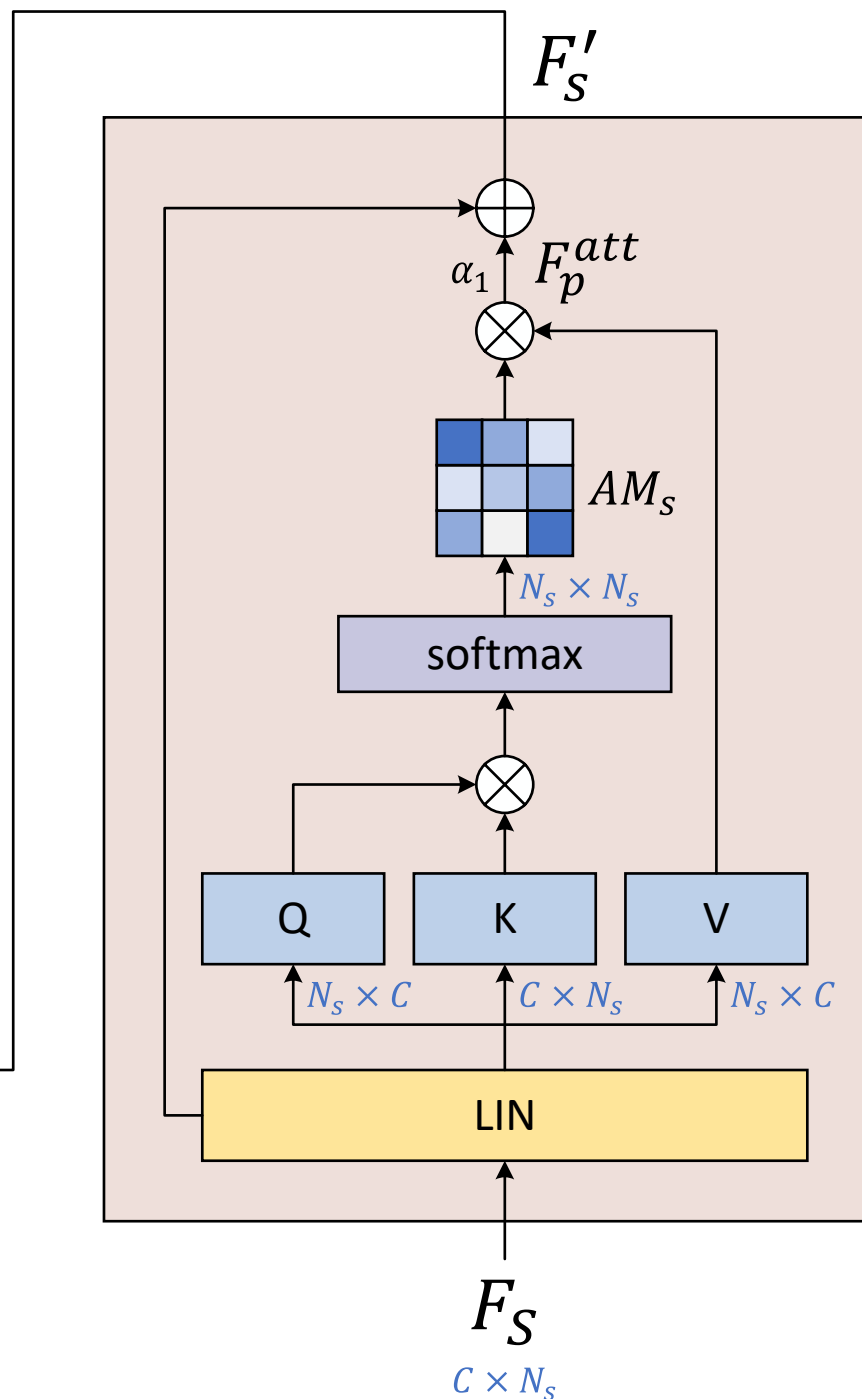 F_s'
α_1
F_p^{att}
AM_s
N_s × N_s
softmax
Q
K
V
N_s × C
C × N_s
N_s × C
LIN
F_S
C × N_s